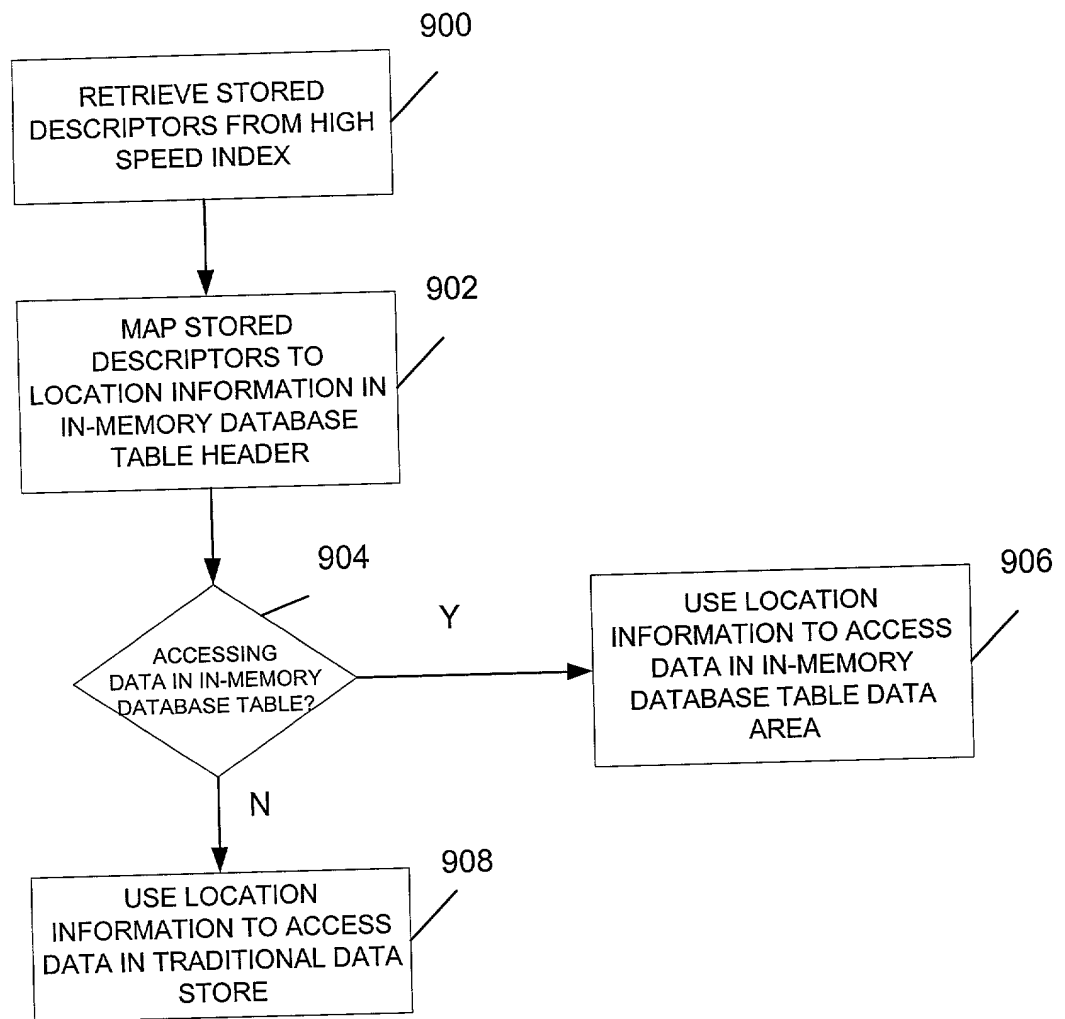 900
RETRIEVE STORED
DESCRIPTORS FROM HIGH
SPEED INDEX
902
MAP STORED
DESCRIPTORS TO
LOCATION INFORMATION IN
IN-MEMORY DATABASE
TABLE HEADER
904
ACCESSING
DATA IN IN-MEMORY
DATABASE TABLE?
Y
906
USE LOCATION
INFORMATION TO ACCESS
DATA IN IN-MEMORY
DATABASE TABLE DATA
AREA
N
908
USE LOCATION
INFORMATION TO ACCESS
DATA IN TRADITIONAL DATA
STORE